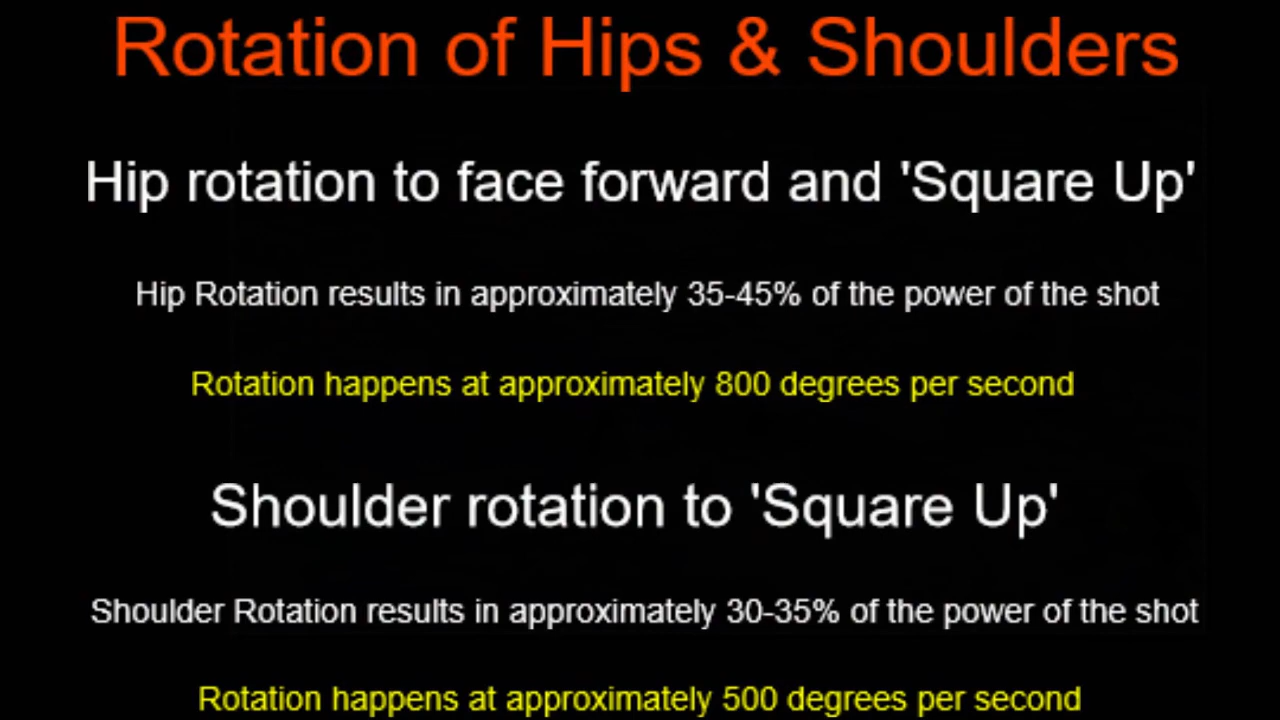 Rotation of Hips & Shoulders
Hip rotation to face forward and 'Square Up'
Hip Rotation results in approximately 35-45% of the power of the shot
Rotation happens at approximately 800 degrees per second
Shoulder rotation to 'Square Up'
Shoulder Rotation results in approximately 30-35% of the power of the shot
Rotation happens at approximately 500 degrees per second